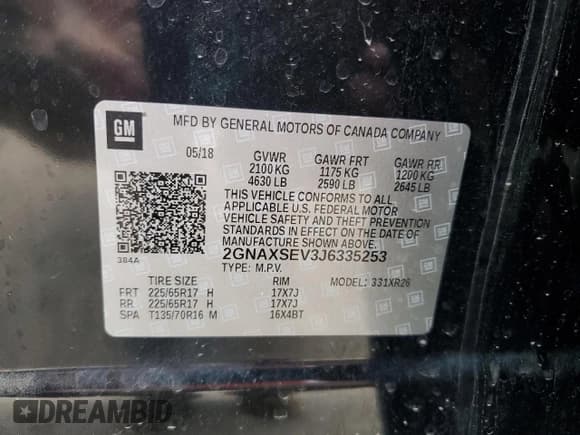 GM
MFD BY GENERAL MOTORS OF CANADA COMPANY
05/18 GVWR GAWR FRT GAWR RR
2100 KG 1175 KG 1200 KG
4630 LB 2590 LB 2645 LB
THIS VEHICLE CONFORMS TO ALL
APPLICABLE U.S. FEDERAL MOTOR
VEHICLE SAFETY AND THEFT PREVENTION
STANDARDS IN EFFECT ON THE DATE OF
MANUFACTURE SHOWN ABOVE.
2GNAXSEV3J6335253
384A
TYPE: M.P.V. MODEL: 331XR26
TIRE SIZE RIM
FRT 225/65R17 H 17X7J
RR 225/65R17 H 17X7J
SPA T135/70R16 M 16X4BT
DREAMBID